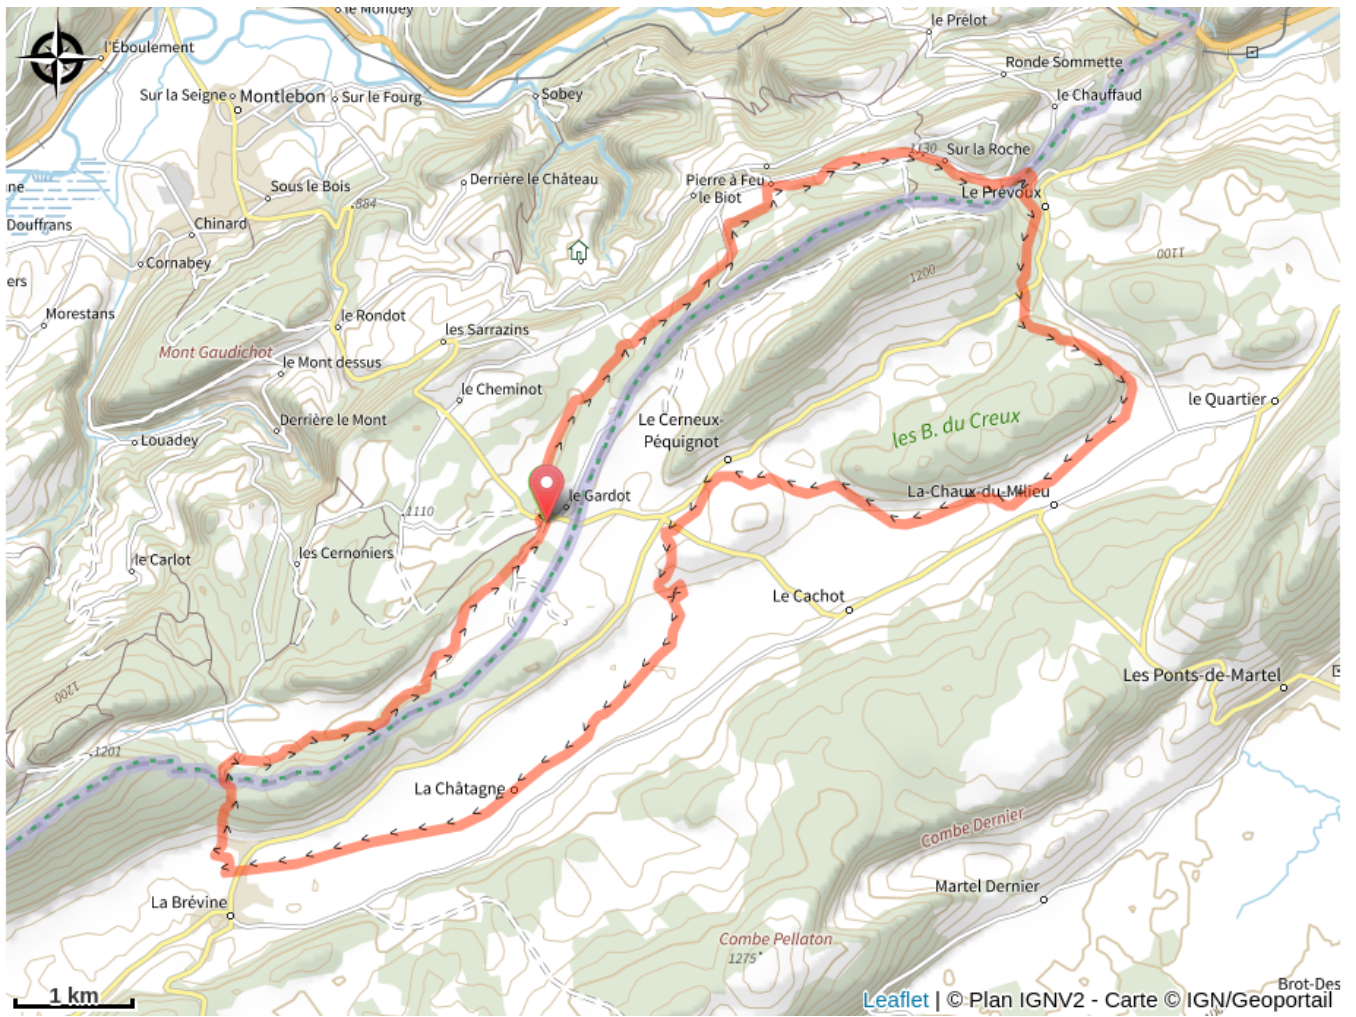 le Mondey
le Prélot
l'Éboulement
Ronde Sommette
Sur la Seigne
Montlebon
Sur le Fourg
Sobey
le Chauffaud
1130
Sur la Roche
Derrière le Château
Pierre à Feu
le Biot
Sous le Bois
Le Prévoux
884
ne
Douffrans
Chinard
Cornabey
1100
1200
ers
Morestans
le Rondot
les Sarrazins
Mont Gaudichot
le Mont dessus
le Cheminot
le Quartier
Derrière le Mont
Le Cerneux-
Péquignot
les B. du Creux
Louadey
le Gardot
La-Chaux-du-Milieu
1110
le Carlot
les Cernoniers
Le Cachot
Les Ponts-de-Martel
1200
1201
La Châtagne
Combe Dernier
La Brévine
Martel Dernier
Combe Pellaton
1275
Brot-Des
1 km
Leaflet | © Plan IGNV2 - Carte © IGN/Geoportail